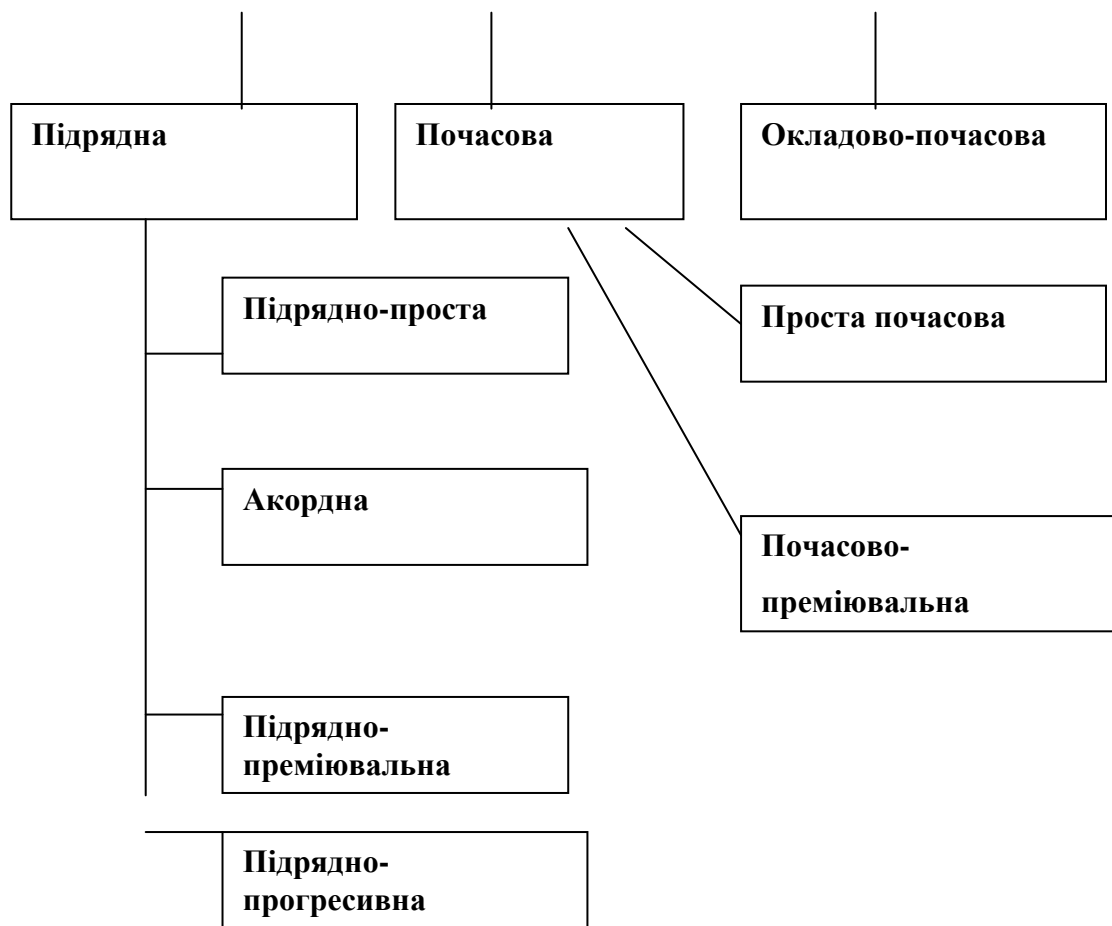 Підрядна
Почасова
Окладово-почасова
Підрядно-проста
Проста почасова
Акордна
Почасово-
преміювальна
Підрядно-
преміювальна
Підрядно-
прогресивна